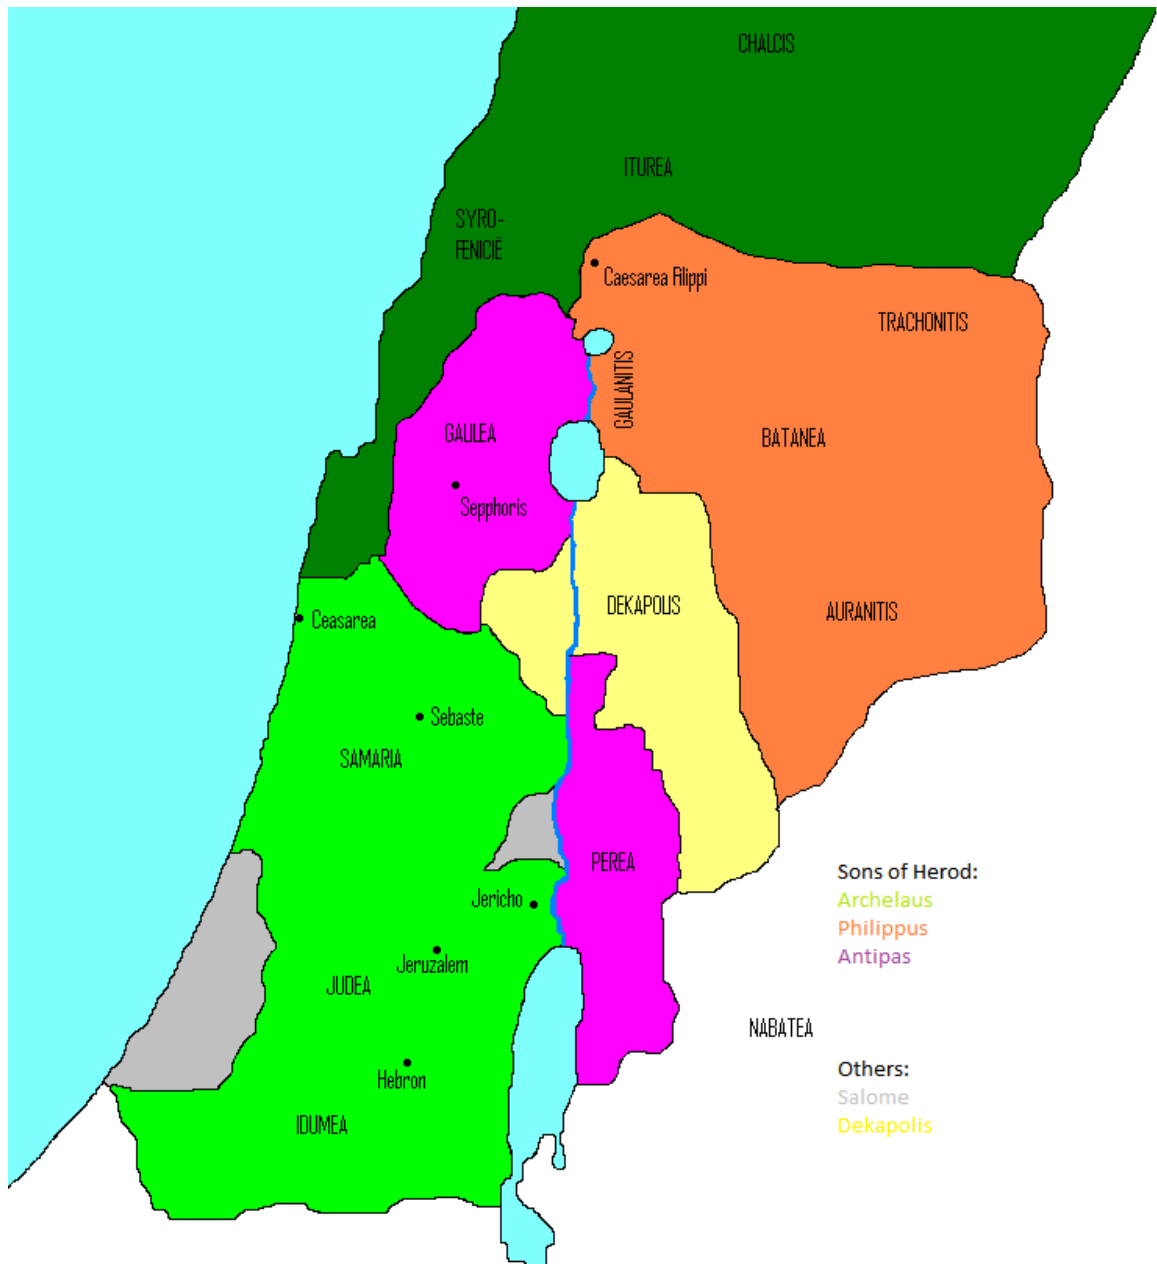 CHALCIS
ITUREA
SYRO-
FENICIË
Caesarea Filippi
TRACHONITIS
GAULANITIS
GALILEA
BATANEA
Sepphoris
DEKAPOLIS
AURANITIS
Ceasarea
Sebaste
SAMARIA
PEREA
Jericho
Jeruzalem
JUDEA
Hebron
IDUMEA
NABATEA
Sons of Herod:
Archelaus
Philippus
Antipas
Others:
Salome
Dekapolis